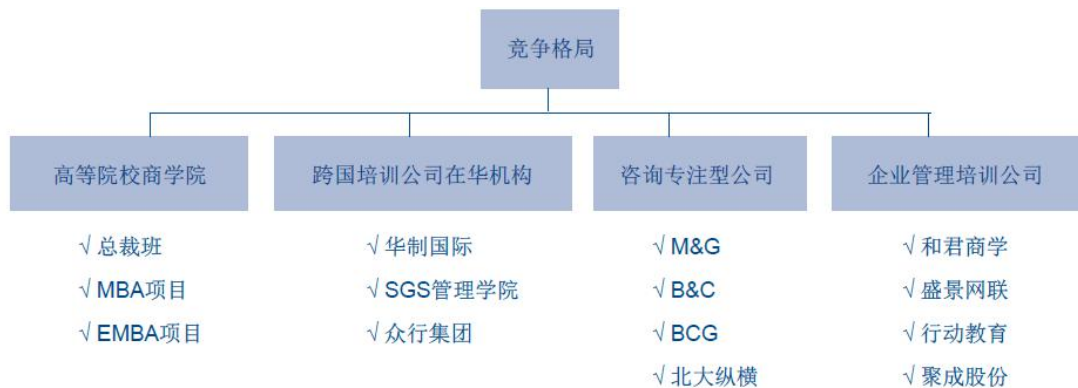 竞争格局
高等院校商学院
√ 总裁班
√ MBA项目
√ EMBA项目
跨国培训公司在华机构
√ 华制国际
√ SGS管理学院
√ 众行集团
咨询专注型公司
√ M&G
√ B&C
√ BCG
√ 北大纵横
企业管理培训公司
√ 和君商学
√ 盛景网联
√ 行动教育
√ 聚成股份